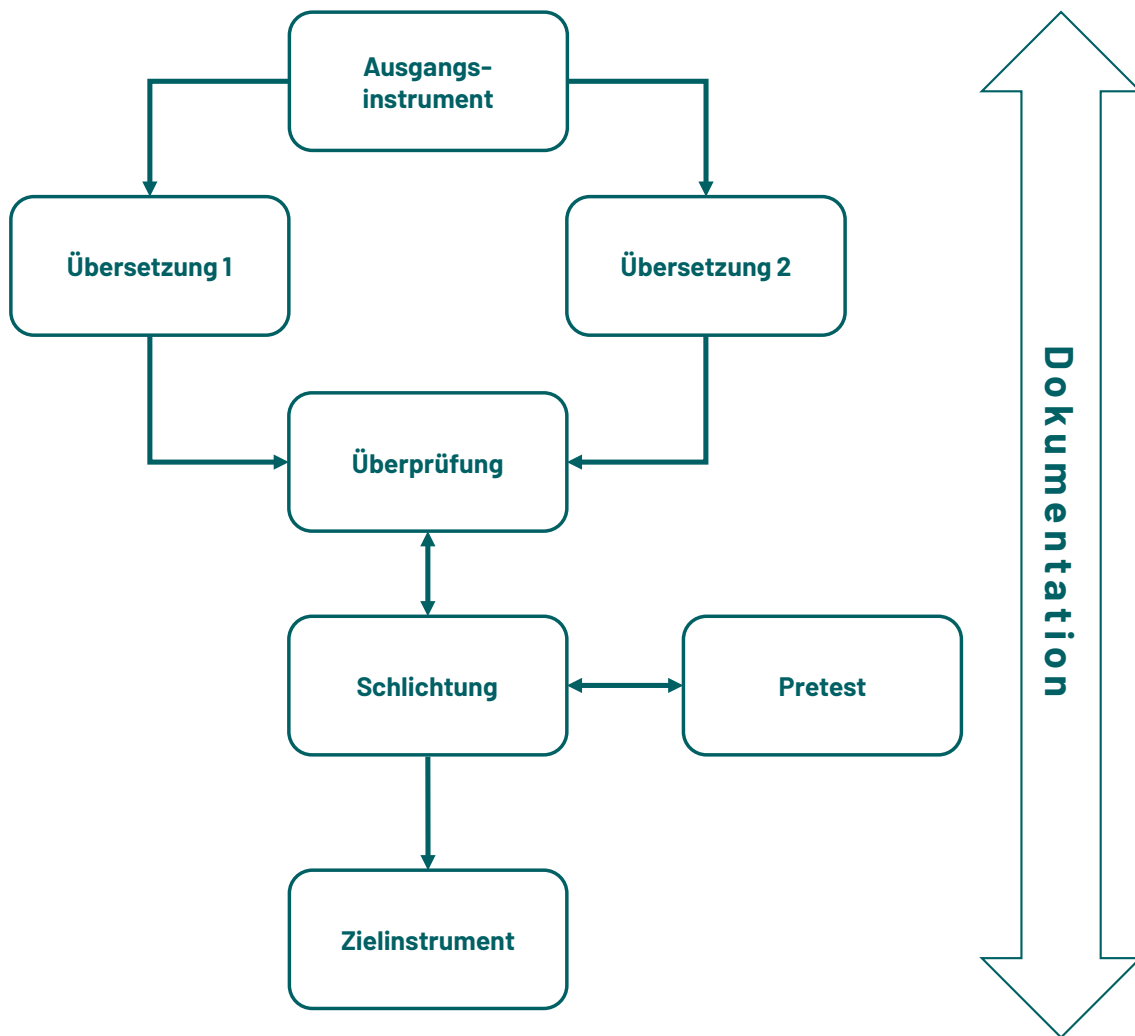 Ausgangs-
instrument
Übersetzung 1
Übersetzung 2
Überprüfung
Schlichtung
Pretest
Zielinstrument
Dokumentation